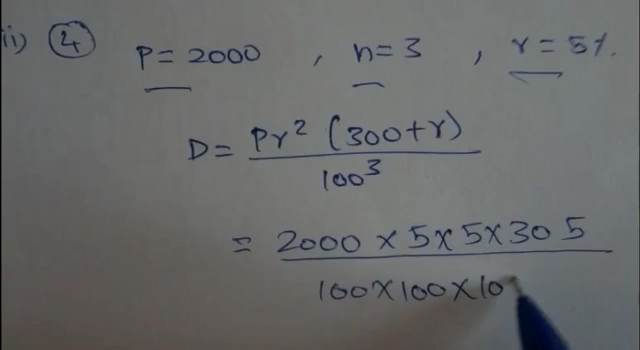 ii) 4 P = 2000 , n = 3 , r = 5%.
D = Pr² (300+r) / 100³
= 2000 × 5 × 5 × 305 / 100 × 100 × 10